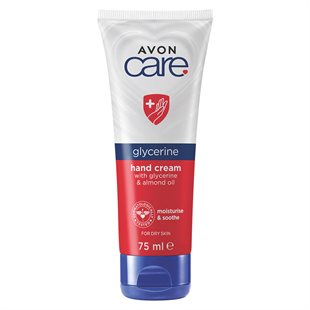 AVON
care
glycerine
hand cream
with glycerine
& almond oil
moisturise
& soothe
FOR DRY SKIN
75 ml e